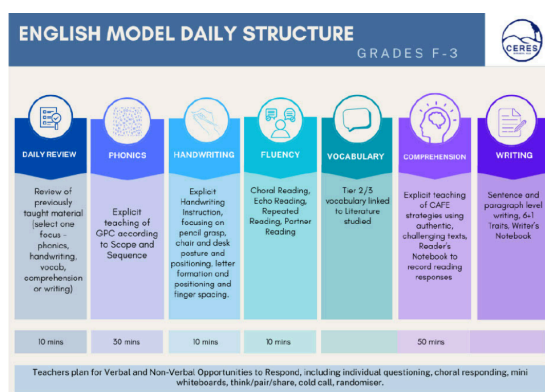 ENGLISH MODEL DAILY STRUCTURE
GRADES F-3
CERES
DAILY REVIEW
Review of
previously
taught material
(select one
focus -
phonics,
handwriting,
vocab,
comprehension
or writing)
10 mins
PHONICS
Explicit
teaching of
GPC according
to Scope and
Sequence
30 mins
HANDWRITING
Explicit
Handwriting
Instruction,
focusing on
pencil grasp,
chair and desk
posture and
positioning, letter
formation and
positioning and
finger spacing.
10 mins
FLUENCY
Choral Reading,
Echo Reading,
Repeated
Reading, Partner
Reading
10 mins
VOCABULARY
Tier 2/3
vocabulary linked
to Literature
studied
COMPREHENSION
Explicit teaching
of CAFE
strategies using
authentic,
challenging texts,
Reader's
Notebook to
record reading
responses
50 mins
WRITING
Sentence and
paragraph level
writing, 6+1
Traits, Writer's
Notebook
Teachers plan for Verbal and Non-Verbal Opportunities to Respond, including individual questioning, choral responding, mini
whiteboards, think/pair/share, cold call, randomiser.